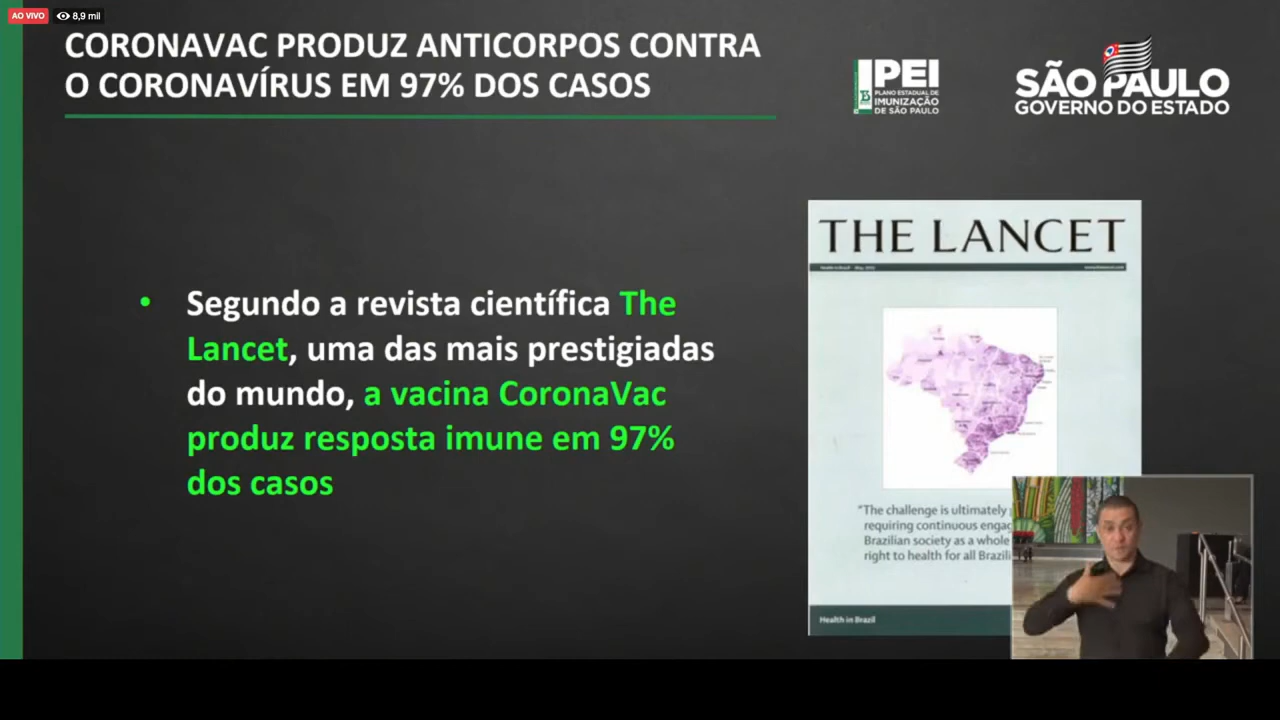 AO VIVO
8,9 mil
CORONAVAC PRODUZ ANTICORPOS CONTRA
O CORONAVÍRUS EM 97% DOS CASOS
PEI
PLANO ESTADUAL DE
IMUNIZAÇÃO
DE SÃO PAULO
SÃO PAULO
GOVERNO DO ESTADO
• Segundo a revista científica The
Lancet, uma das mais prestigiadas
do mundo, a vacina CoronaVac
produz resposta imune em 97%
dos casos
THE LANCET
Health in Brazil
"The challenge is ultimately
requiring continuous engag
Brazilian society as a whole
right to health for all Brazili
Health in Brazil